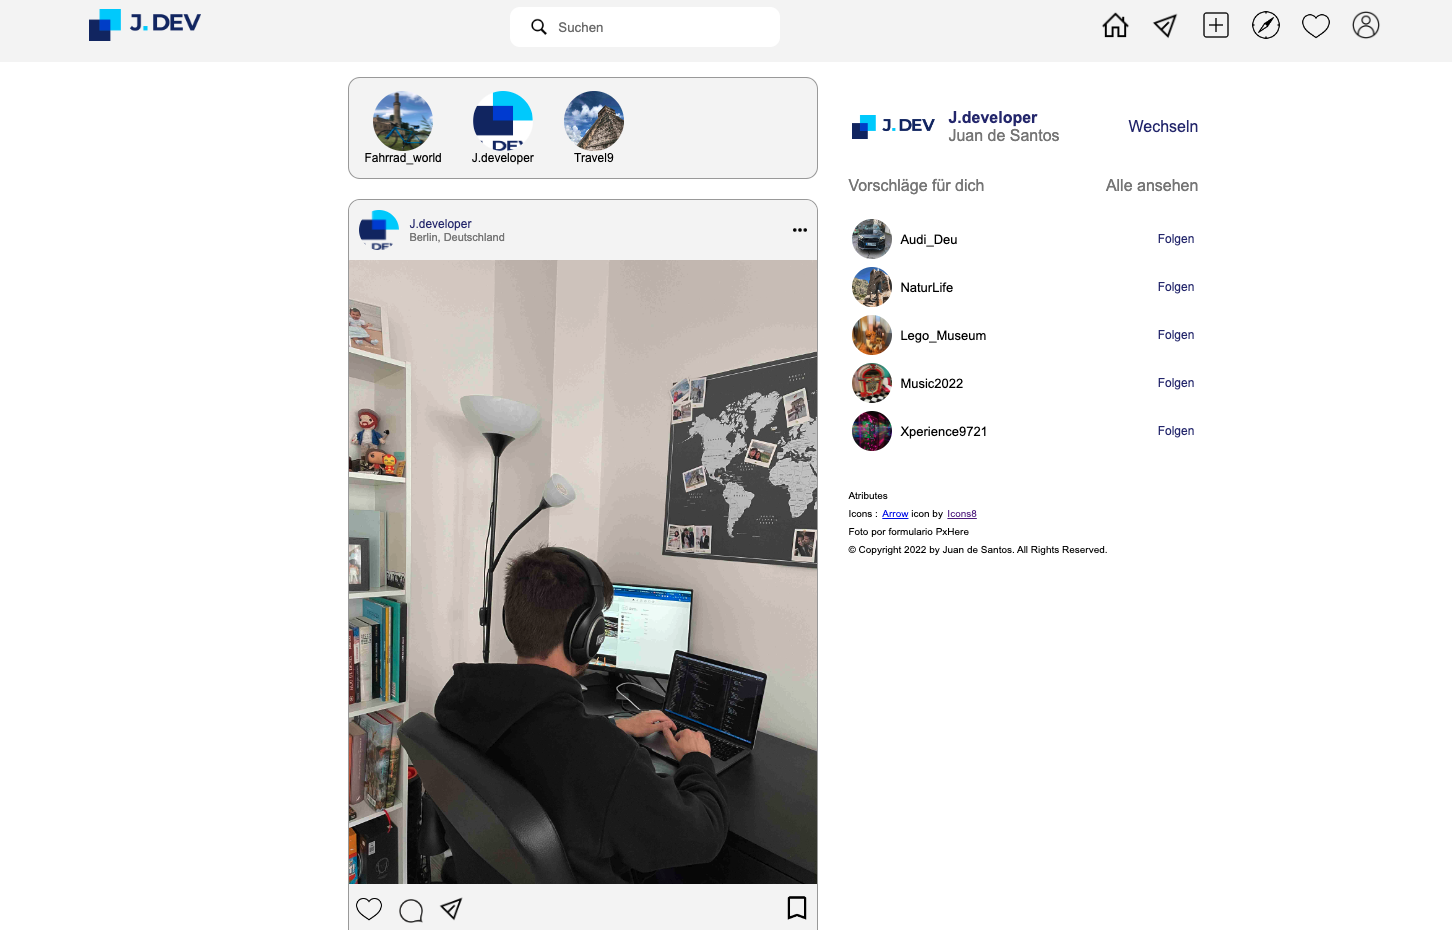 J. DEV
Suchen
Fahrrad_world
J.developer
Travel9
J.developer
Berlin, Deutschland
J. DEV
J.developer
Juan de Santos
Wechseln
Vorschläge für dich
Alle ansehen
Audi_Deu
Folgen
NaturLife
Folgen
Lego_Museum
Folgen
Music2022
Folgen
Xperience9721
Folgen
Atributes
Icons : Arrow icon by Icons8
Foto por formulario PxHere
© Copyright 2022 by Juan de Santos. All Rights Reserved.